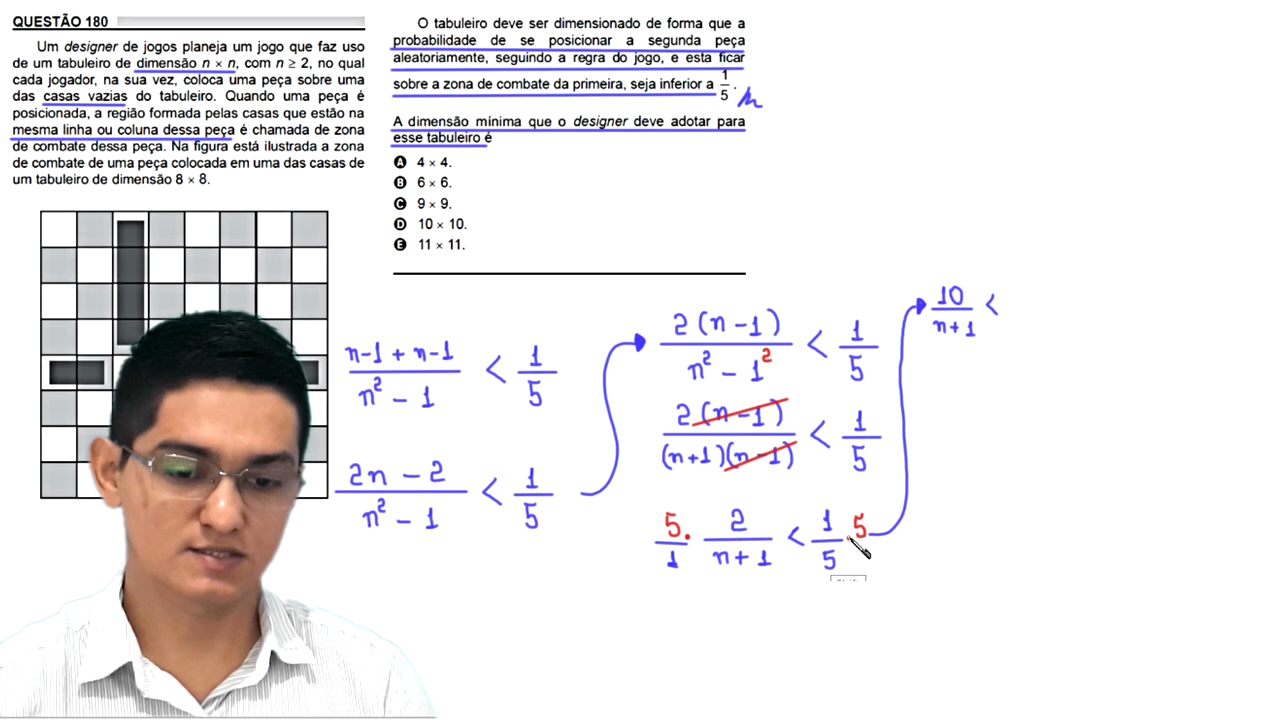 QUESTÃO 180
Um designer de jogos planeja um jogo que faz uso
de um tabuleiro de dimensão n × n, com n ≥ 2, no qual
cada jogador, na sua vez, coloca uma peça sobre uma
das casas vazias do tabuleiro. Quando uma peça é
posicionada, a região formada pelas casas que estão na
mesma linha ou coluna dessa peça é chamada de zona
de combate dessa peça. Na figura está ilustrada a zona
de combate de uma peça colocada em uma das casas de
um tabuleiro de dimensão 8 × 8.
O tabuleiro deve ser dimensionado de forma que a
probabilidade de se posicionar a segunda peça
aleatoriamente, seguindo a regra do jogo, e esta ficar
sobre a zona de combate da primeira, seja inferior a 1/5.
A dimensão mínima que o designer deve adotar para
esse tabuleiro é
A 4 × 4.
B 6 × 6.
C 9 × 9.
D 10 × 10.
E 11 × 11.
n-1 + n-1 / n² - 1 < 1/5
2n - 2 / n² - 1 < 1/5
2(n-1) / n² - 1² < 1/5
2(n-1) / (n+1)(n-1) < 1/5
5/1 . 2/n+1 < 1/5 . 5
10/n+1 <